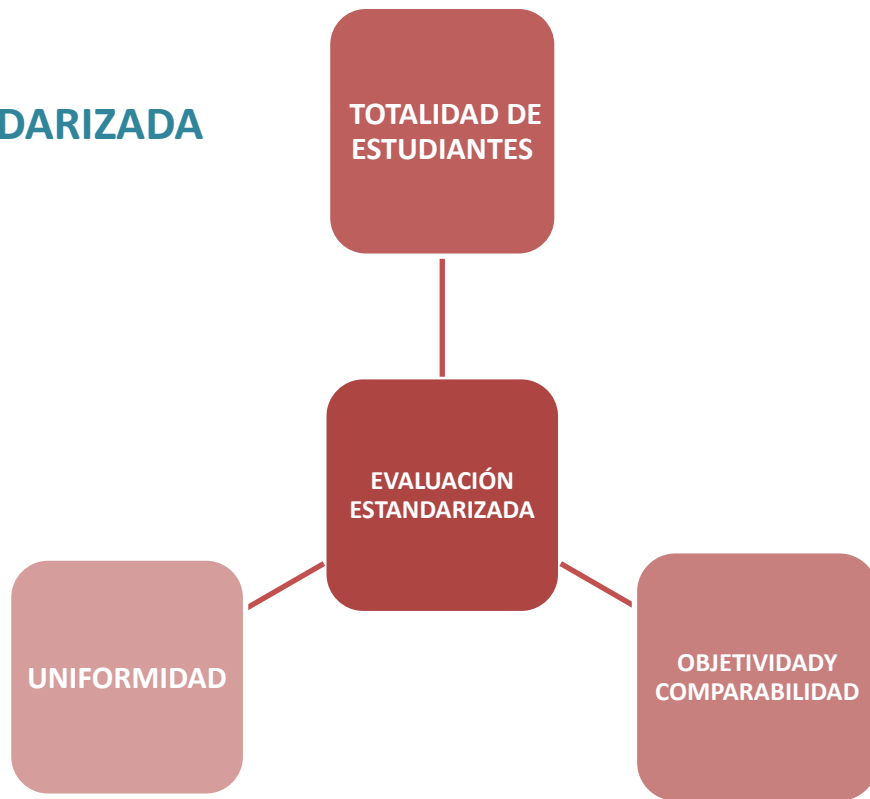 DARIZADA
TOTALIDAD DE
ESTUDIANTES
EVALUACIÓN
ESTANDARIZADA
UNIFORMIDAD
OBJETIVIDADY
COMPARABILIDAD